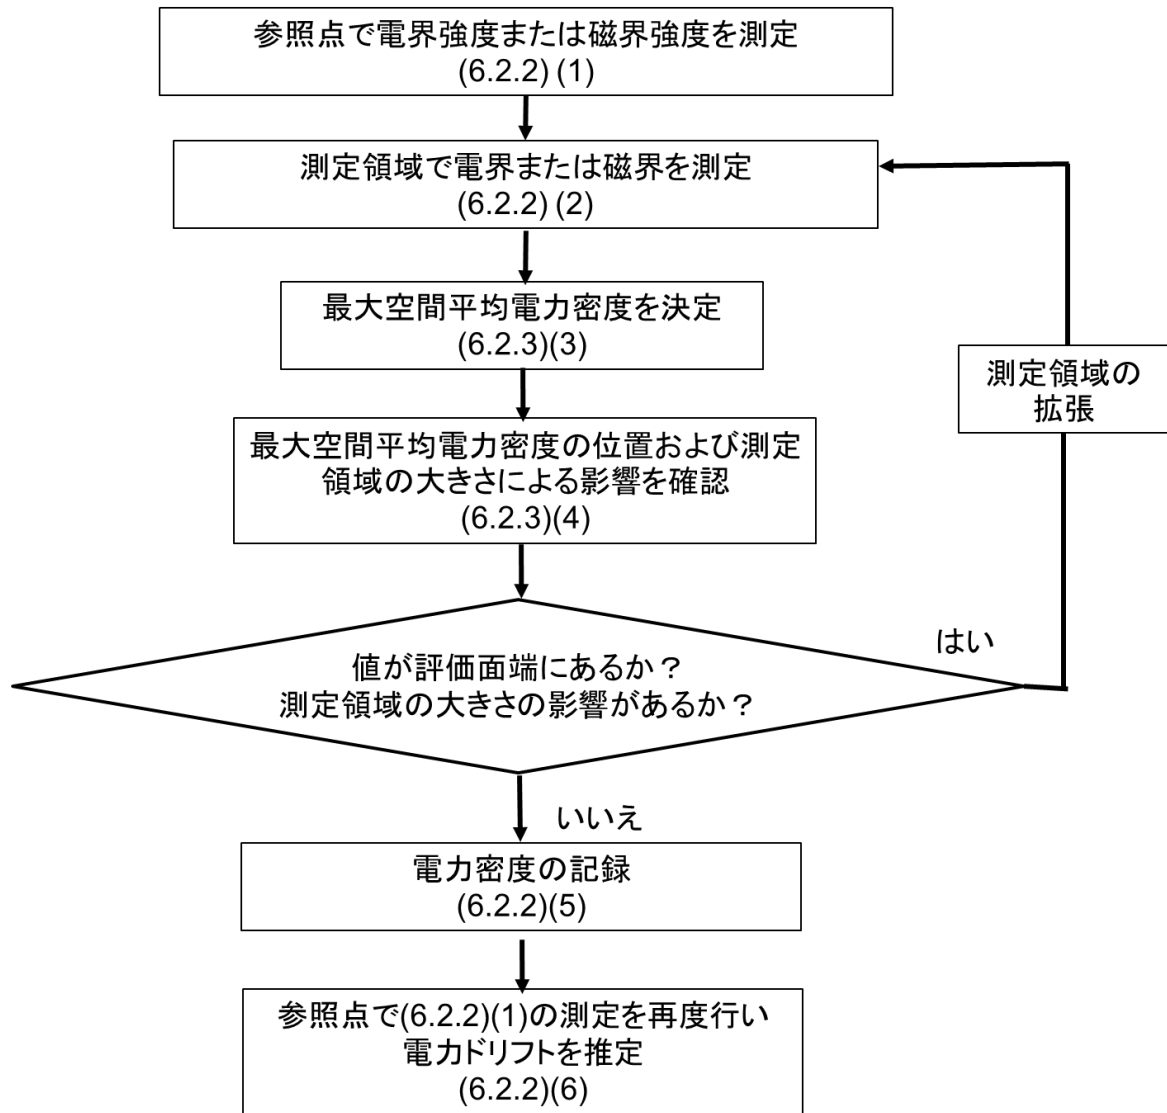 参照点で電界強度または磁界強度を測定
(6.2.2) (1)
測定領域で電界または磁界を測定
(6.2.2) (2)
最大空間平均電力密度を決定
(6.2.3)(3)
測定領域の
拡張
最大空間平均電力密度の位置および測定
領域の大きさによる影響を確認
(6.2.3)(4)
はい
値が評価面端にあるか？
測定領域の大きさの影響があるか？
いいえ
電力密度の記録
(6.2.2)(5)
参照点で(6.2.2)(1)の測定を再度行い
電力ドリフトを推定
(6.2.2)(6)